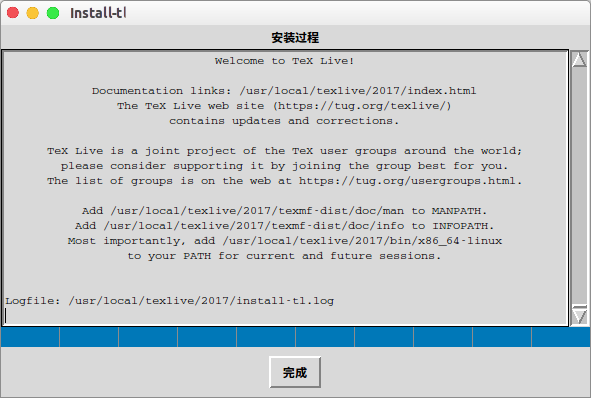 Install-tl
安装过程
Welcome to TeX Live!
Documentation links: /usr/local/texlive/2017/index.html
The TeX Live web site (https://tug.org/texlive/)
contains updates and corrections.
TeX Live is a joint project of the TeX user groups around the world;
please consider supporting it by joining the group best for you.
The list of groups is on the web at https://tug.org/usergroups.html.
Add /usr/local/texlive/2017/texmf-dist/doc/man to MANPATH.
Add /usr/local/texlive/2017/texmf-dist/doc/info to INFOPATH.
Most importantly, add /usr/local/texlive/2017/bin/x86_64-linux
to your PATH for current and future sessions.
Logfile: /usr/local/texlive/2017/install-tl.log
完成